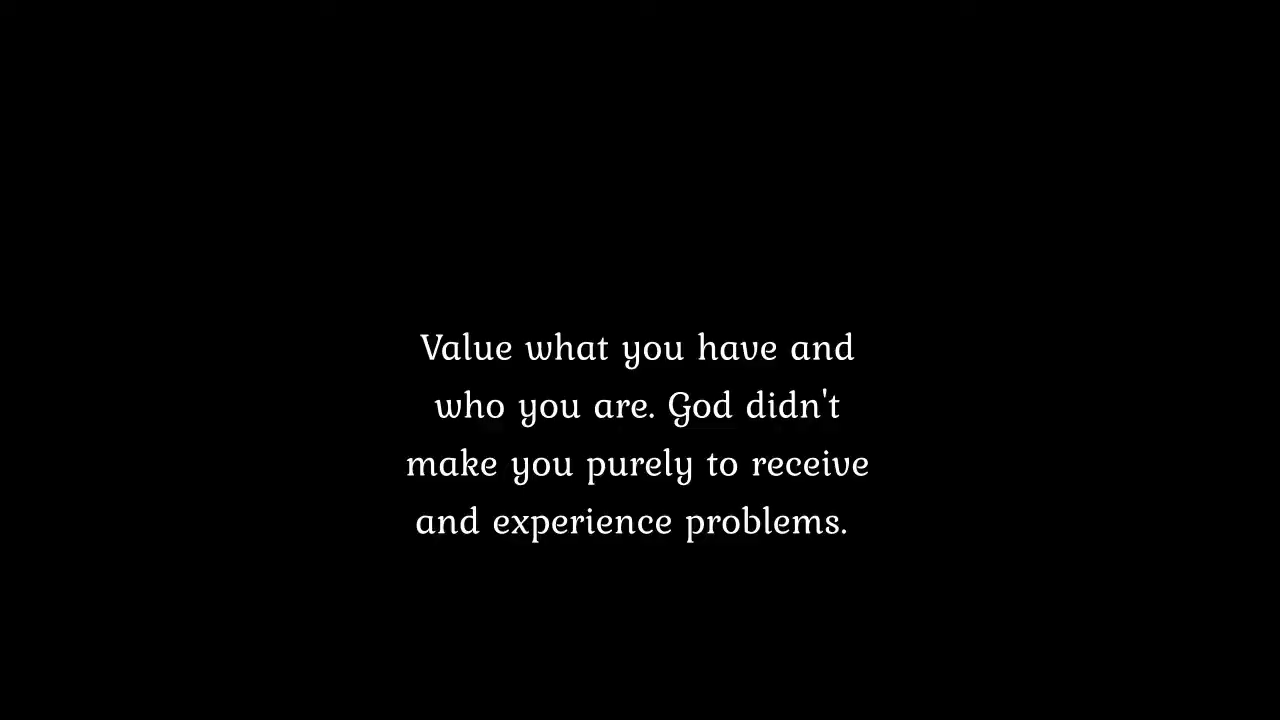 Value what you have and
who you are. God didn't
make you purely to receive
and experience problems.